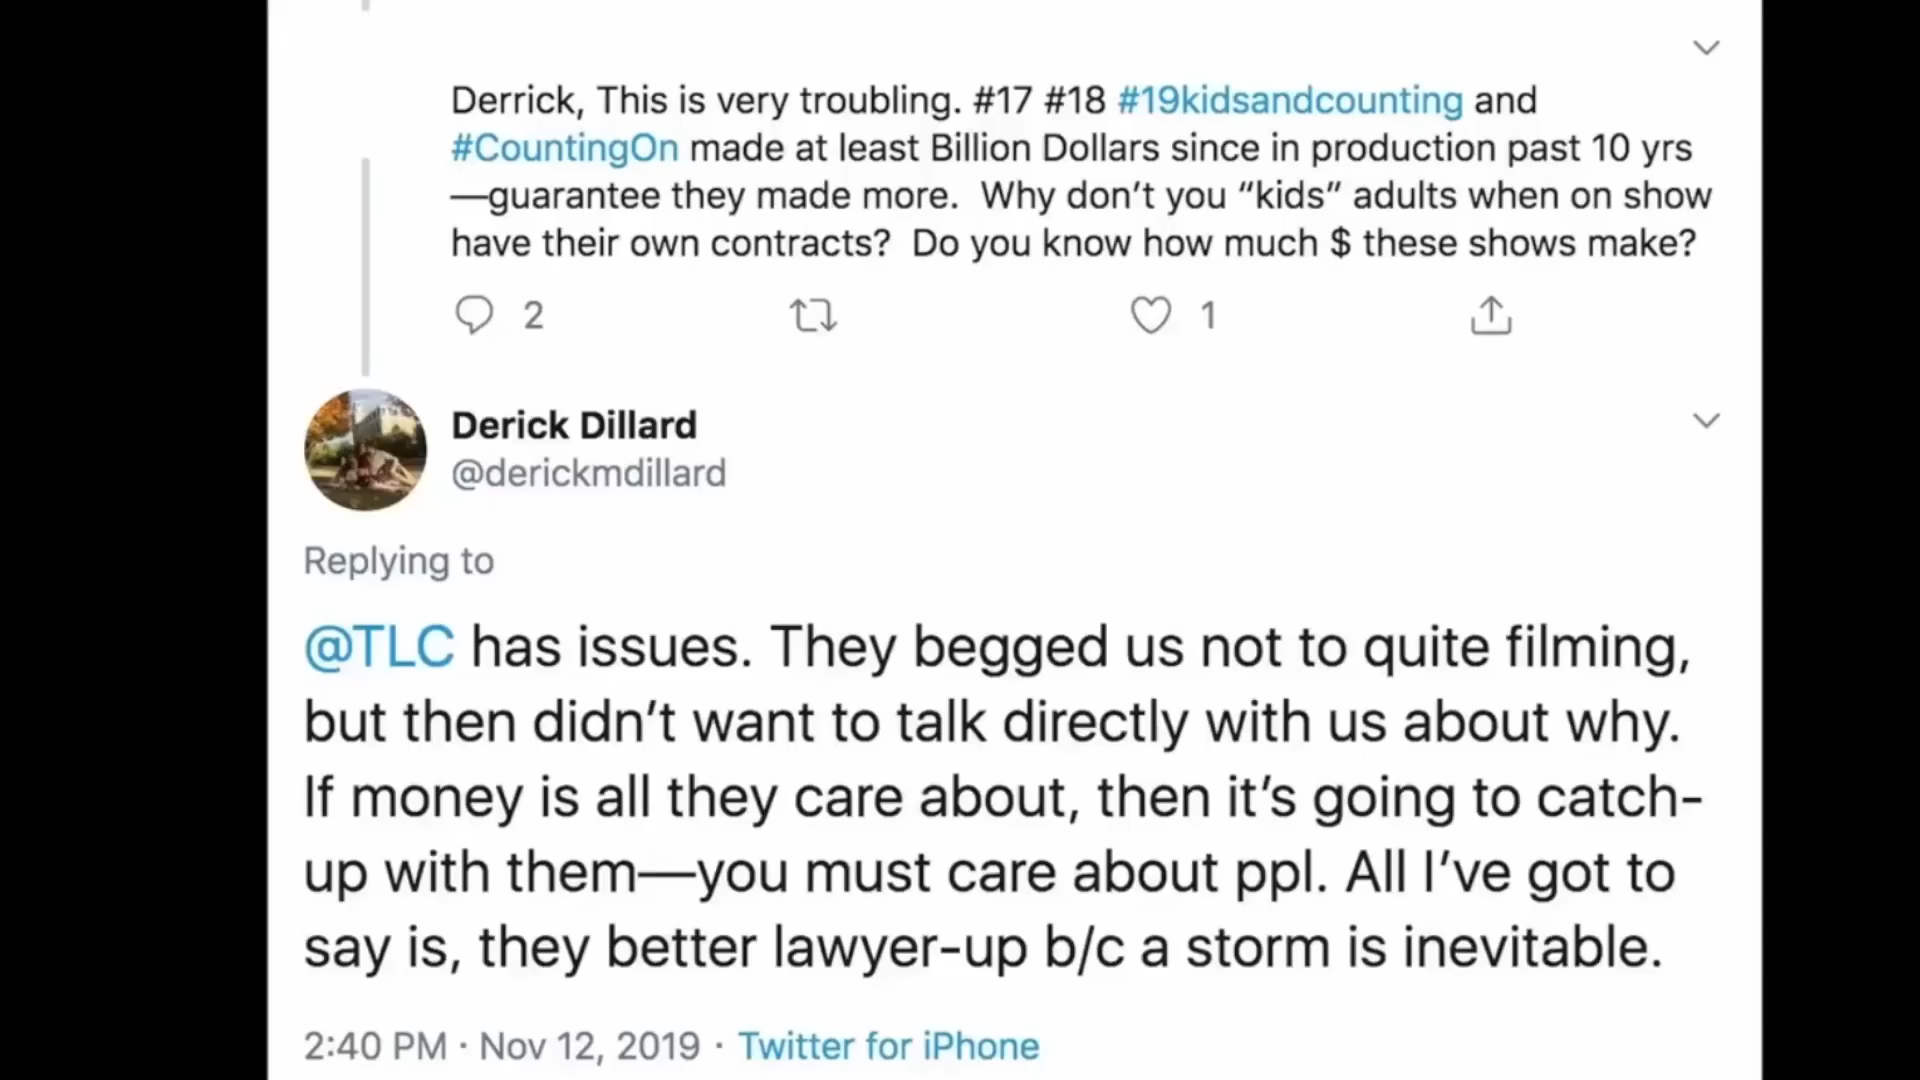 Derrick, This is very troubling. #17 #18 #19kidsandcounting and
#CountingOn made at least Billion Dollars since in production past 10 yrs
—guarantee they made more.  Why don’t you “kids” adults when on show
have their own contracts?  Do you know how much $ these shows make?
2 1
Derick Dillard
@derickmdillard
Replying to
@TLC has issues. They begged us not to quite filming,
but then didn’t want to talk directly with us about why.
If money is all they care about, then it’s going to catch-
up with them—you must care about ppl. All I’ve got to
say is, they better lawyer-up b/c a storm is inevitable.
2:40 PM · Nov 12, 2019 · Twitter for iPhone